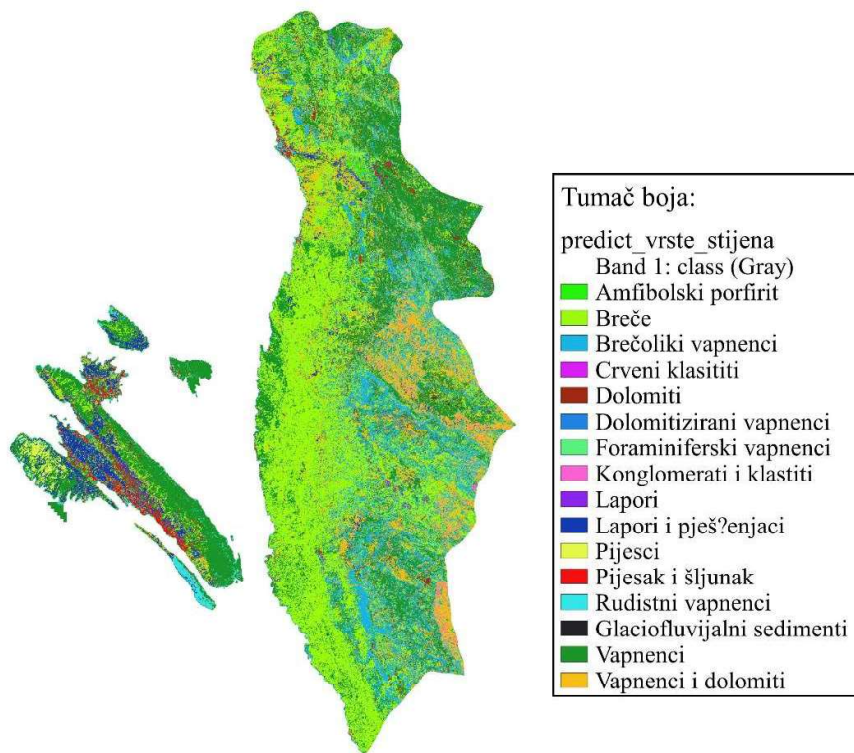 Tumač boja:
predict_vrste_stijena
Band 1: class (Gray)
Amfibolski porfirit
Breče
Brečoliki vapnenci
Crveni klasititi
Dolomiti
Dolomitizirani vapnenci
Foraminiferski vapnenci
Konglomerati i klastiti
Lapori
Lapori i pješ?enjaci
Pijesci
Pijesak i šljunak
Rudistni vapnenci
Glaciofluvijalni sedimenti
Vapnenci
Vapnenci i dolomiti